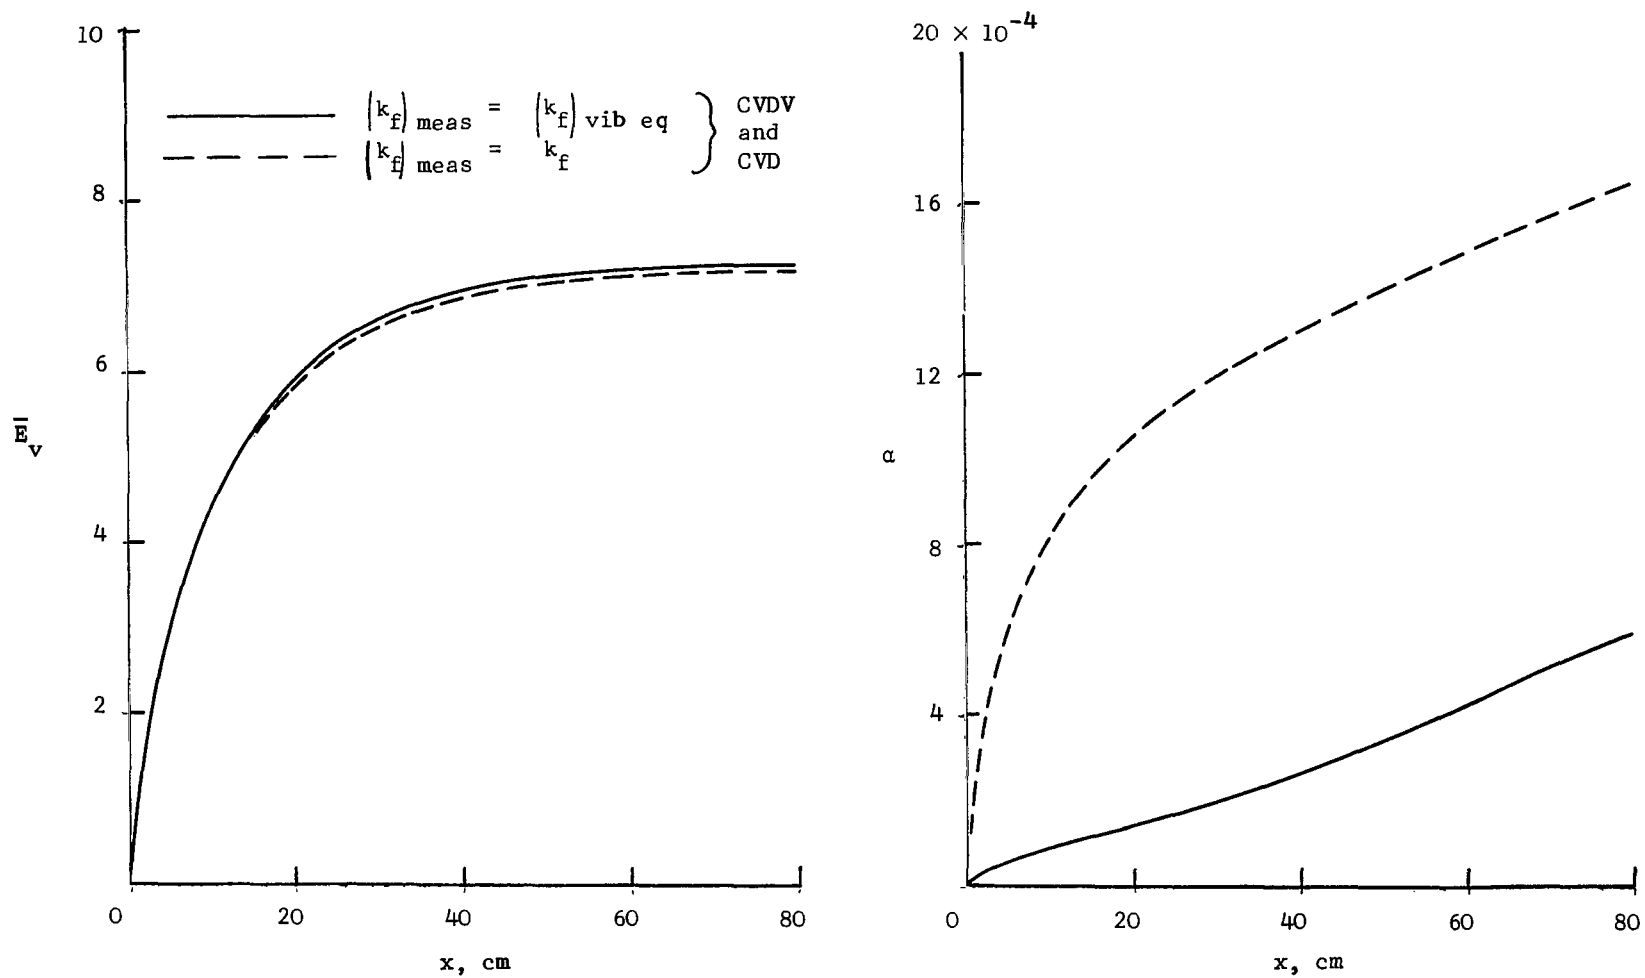 10
8
6
4
2
0 20 40 60 80
x, cm
E̅v
(kf) meas = (kf) vib eq
(kf) meas = kf
CVDV
and
CVD
20 × 10⁻⁴
16
12
8
4
0 20 40 60 80
x, cm
α